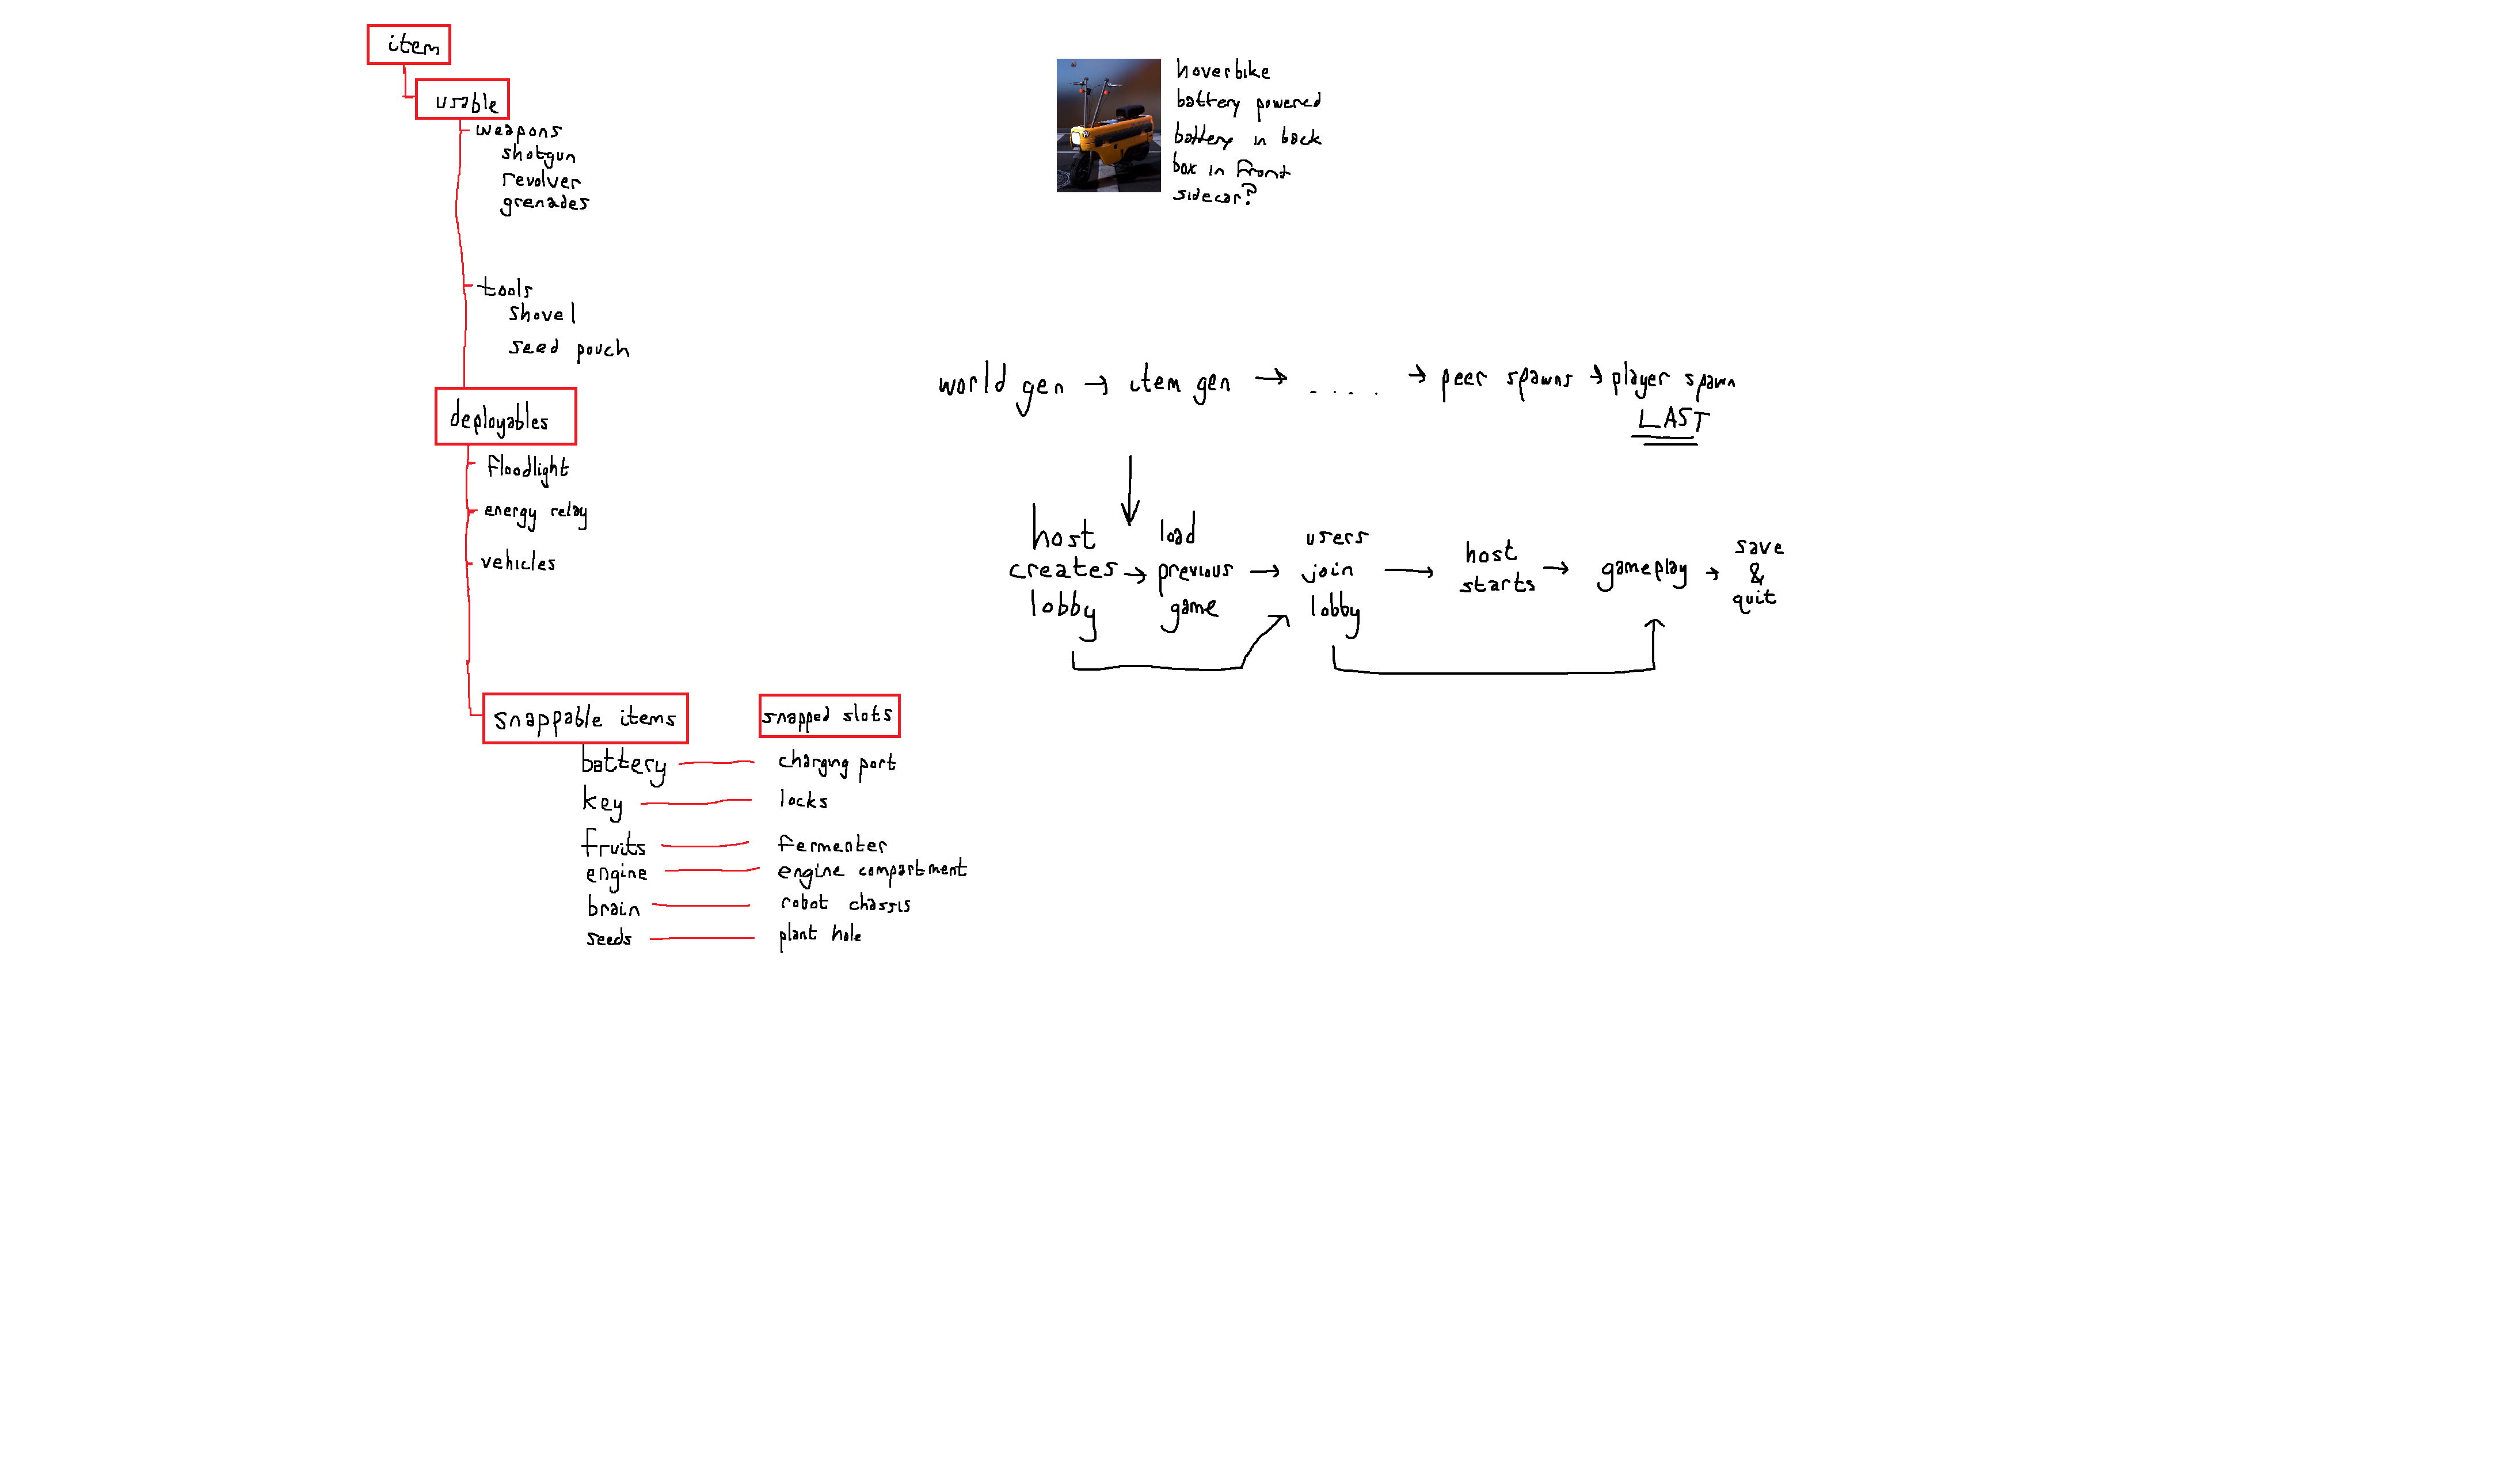 item
usable
weapons
shotgun
revolver
grenades
tools
shovel
seed pouch
deployables
floodlight
energy relay
vehicles
snappable items
snapped slots
battery
charging port
key
locks
fruits
fermenter
engine
engine compartment
brain
robot chassis
seeds
plant hole
hoverbike
battery powered
battery in back
box in front
sidecar?
world gen → item gen → . . . . → peer spawns → player spawn
LAST
host
creates →
lobby
load
previous →
game
users
join →
lobby
host
starts →
gameplay →
save
&
quit